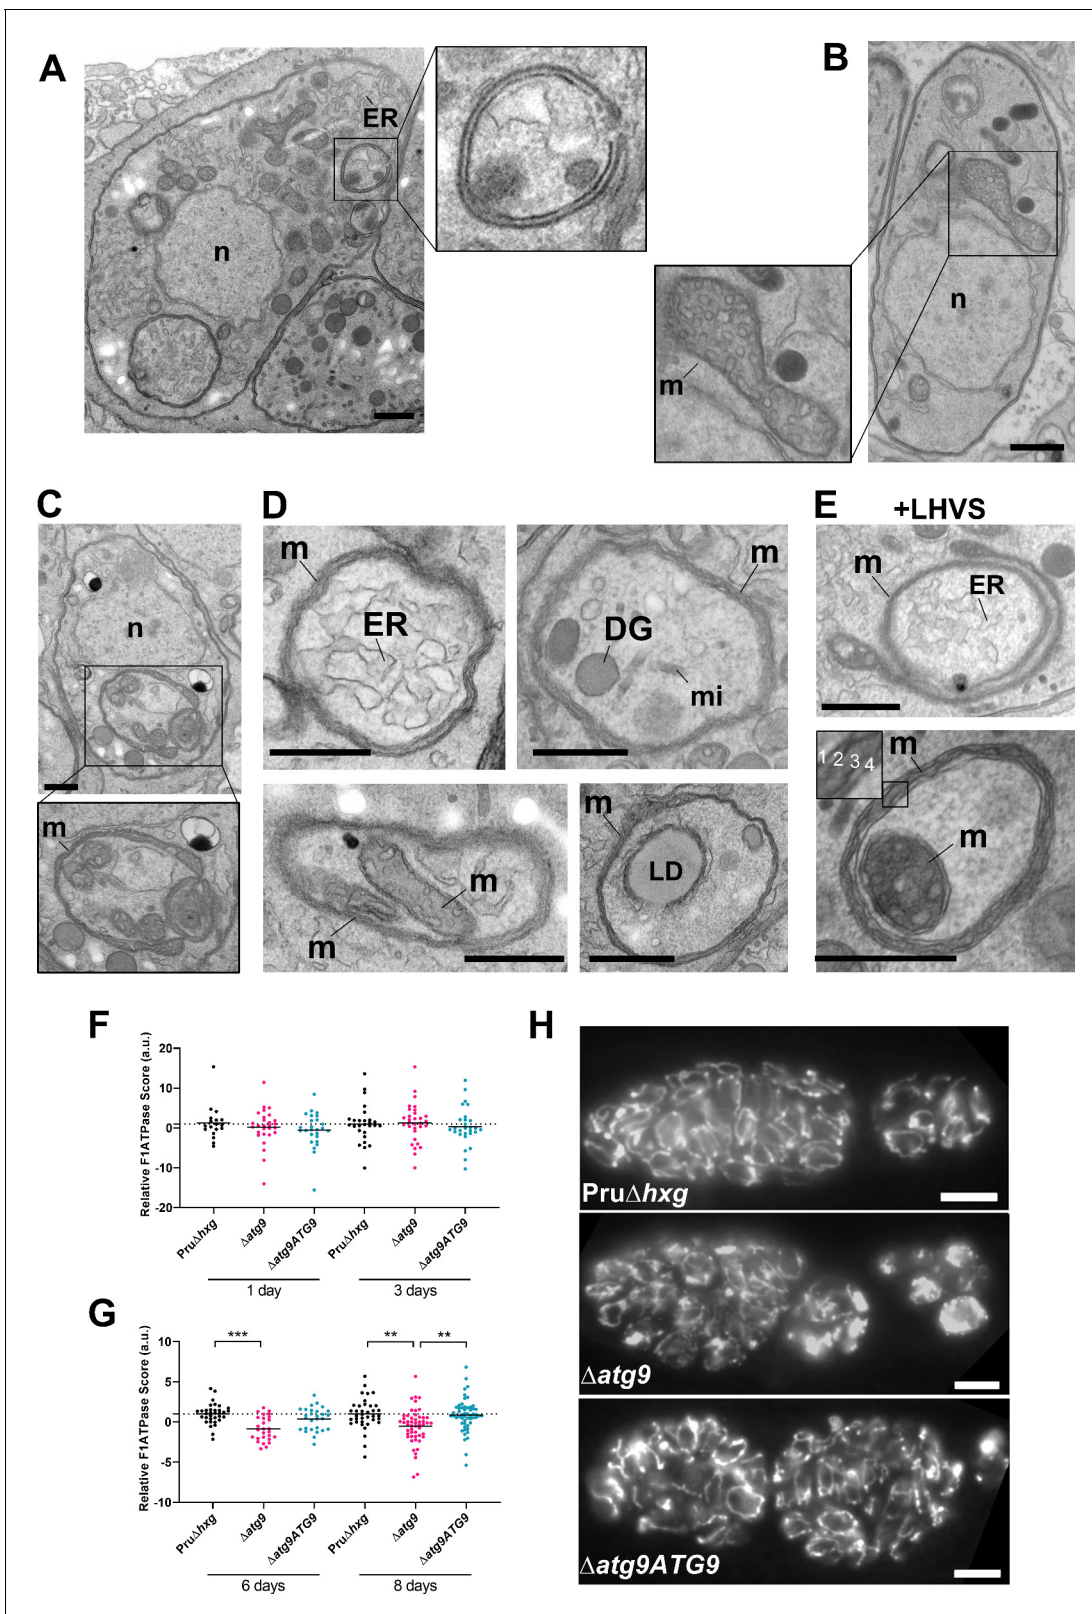 A
ER
n
B
n
m
C
n
m
D
m
ER
m
DG
mi
m
m
m
LD
E
+LHVS
m
ER
1 2 3 4
m
m
F
Relative F1ATPase Score (a.u.)
20
10
0
-10
-20
PruΔhxg
Δatg9
Δatg9ATG9
PruΔhxg
Δatg9
Δatg9ATG9
1 day
3 days
G
Relative F1ATPase Score (a.u.)
10
5
0
-5
-10
***
**
**
PruΔhxg
Δatg9
Δatg9ATG9
PruΔhxg
Δatg9
Δatg9ATG9
6 days
8 days
H
PruΔhxg
Δatg9
Δatg9ATG9